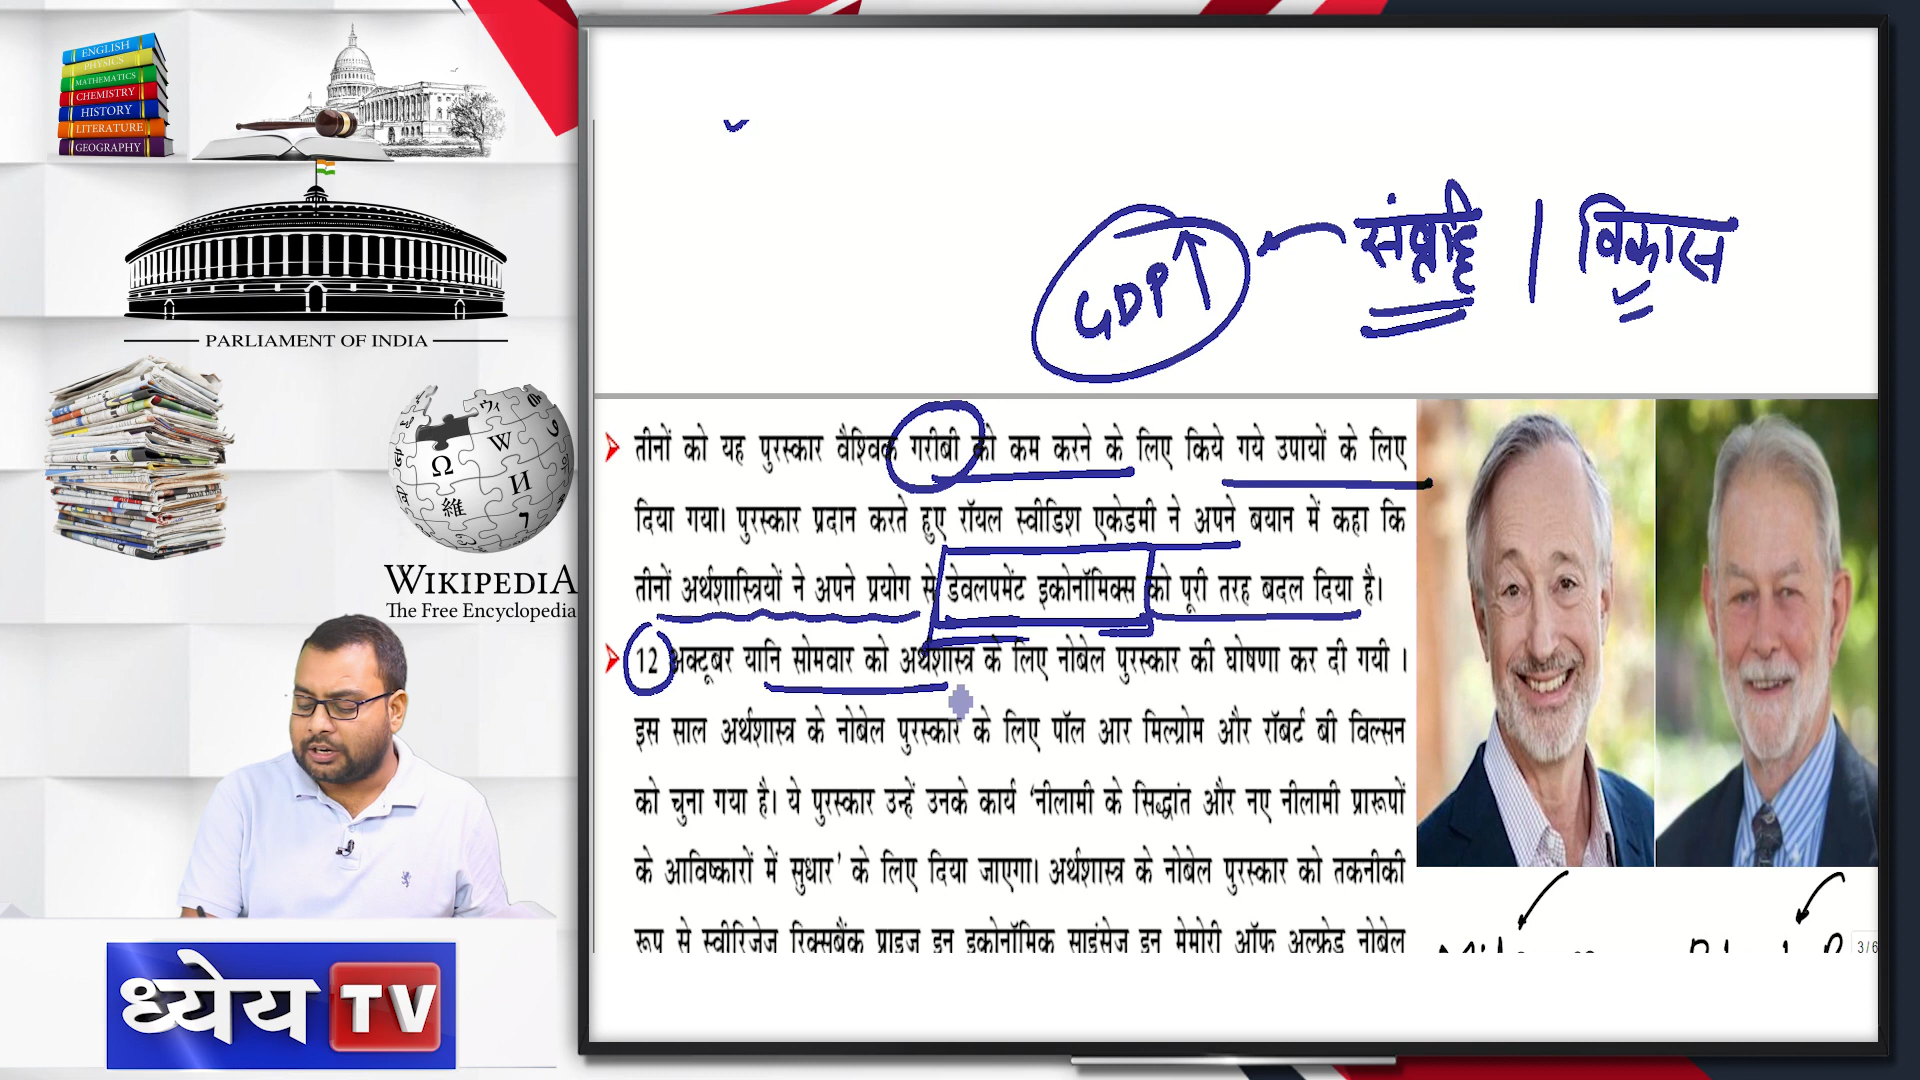 ENGLISH
PHYSICS
MATHEMATICS
CHEMISTRY
HISTORY
LITERATURE
GEOGRAPHY
PARLIAMENT OF INDIA
Ω
W
И
維
WIKIPEDIA
The Free Encyclopedia
ध्येय TV
GDP↑ ← संवृद्धि | विकास
तीनों को यह पुरस्कार वैश्विक गरीबी को कम करने के लिए किये गये उपायों के लिए
दिया गया। पुरस्कार प्रदान करते हुए रॉयल स्वीडिश एकेडमी ने अपने बयान में कहा कि
तीनों अर्थशास्त्रियों ने अपने प्रयोग से डेवलपमेंट इकोनॉमिक्स को पूरी तरह बदल दिया है।
12 अक्टूबर यानि सोमवार को अर्थशास्त्र के लिए नोबेल पुरस्कार की घोषणा कर दी गयी ।
इस साल अर्थशास्त्र के नोबेल पुरस्कार के लिए पॉल आर मिल्ग्रोम और रॉबर्ट बी विल्सन
को चुना गया है। ये पुरस्कार उन्हें उनके कार्य ‘नीलामी के सिद्धांत और नए नीलामी प्रारूपों
के आविष्कारों में सुधार’ के लिए दिया जाएगा। अर्थशास्त्र के नोबेल पुरस्कार को तकनीकी
रूप से स्वीरिजेज रिक्सबैंक प्राइज इन इकोनॉमिक साइंसेज इन मेमोरी ऑफ अल्फ्रेड नोबेल
3/6